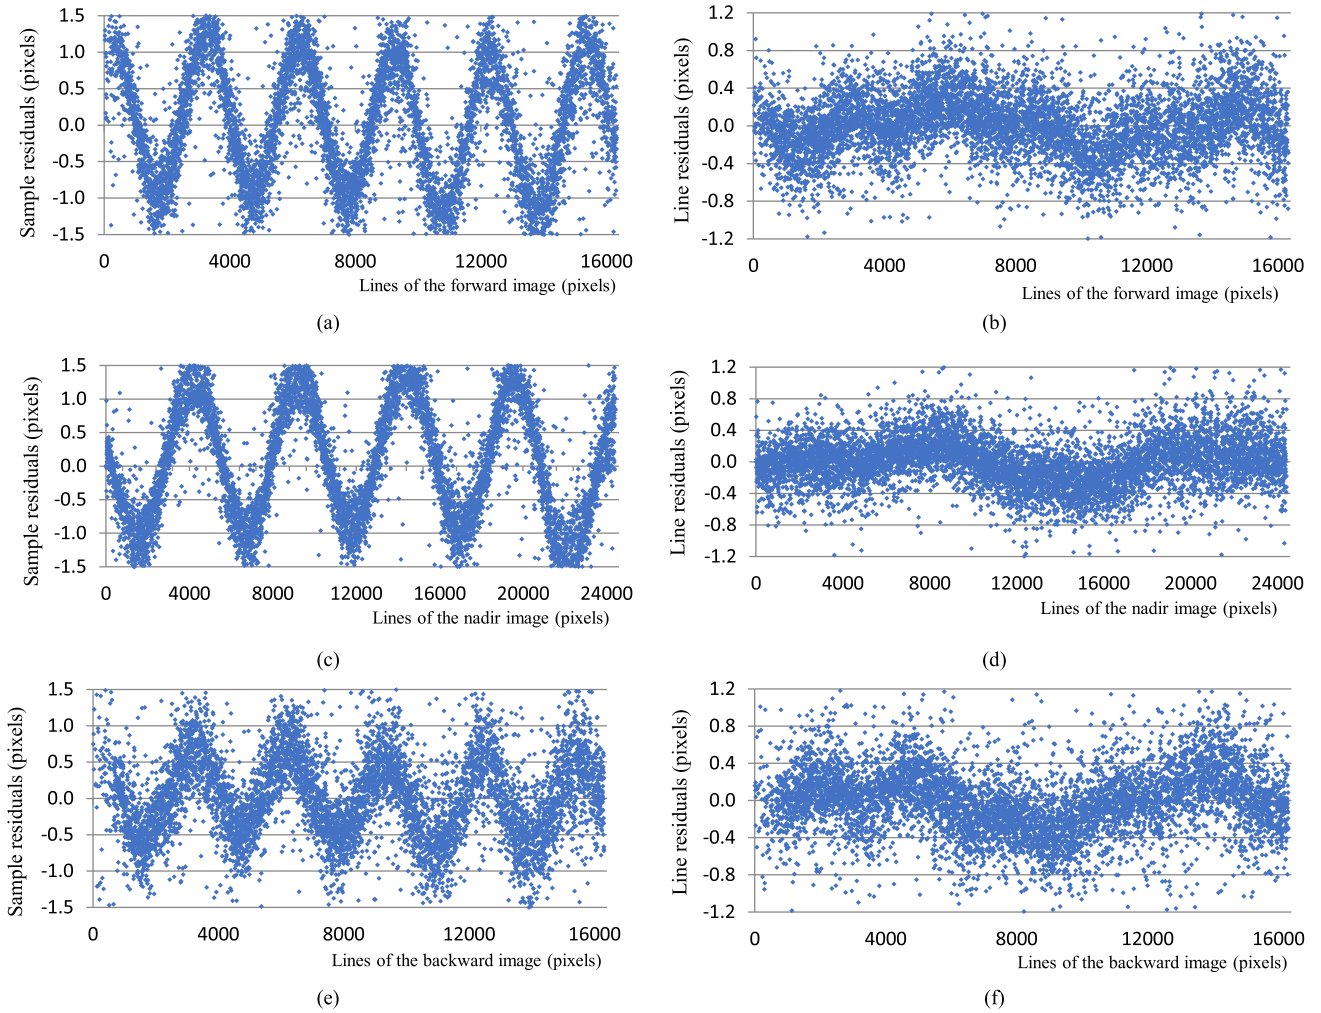 Sample residuals (pixels)
1.5
1.0
0.5
0.0
-0.5
-1.0
-1.5
0 4000 8000 12000 16000
Lines of the forward image (pixels)
(a)
Line residuals (pixels)
1.2
0.8
0.4
0.0
-0.4
-0.8
-1.2
0 4000 8000 12000 16000
Lines of the forward image (pixels)
(b)
Sample residuals (pixels)
1.5
1.0
0.5
0.0
-0.5
-1.0
-1.5
0 4000 8000 12000 16000 20000 24000
Lines of the nadir image (pixels)
(c)
Line residuals (pixels)
1.2
0.8
0.4
0.0
-0.4
-0.8
-1.2
0 4000 8000 12000 16000 20000 24000
Lines of the nadir image (pixels)
(d)
Sample residuals (pixels)
1.5
1.0
0.5
0.0
-0.5
-1.0
-1.5
0 4000 8000 12000 16000
Lines of the backward image (pixels)
(e)
Line residuals (pixels)
1.2
0.8
0.4
0.0
-0.4
-0.8
-1.2
0 4000 8000 12000 16000
Lines of the backward image (pixels)
(f)